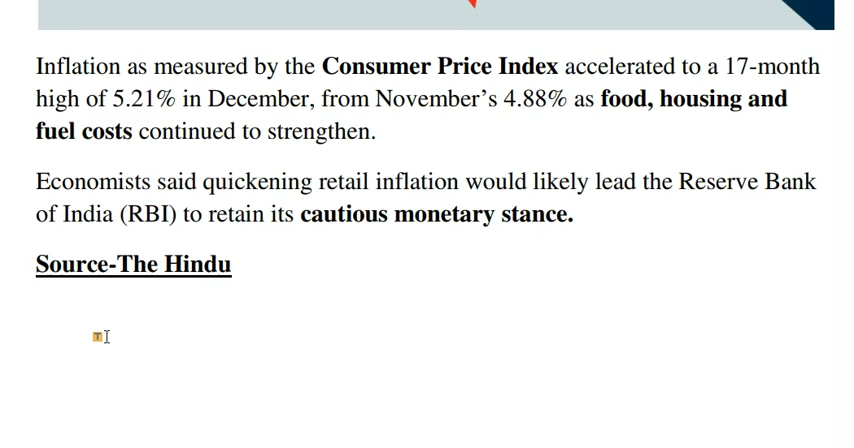 Inflation as measured by the Consumer Price Index accelerated to a 17-month
high of 5.21% in December, from November’s 4.88% as food, housing and
fuel costs continued to strengthen.
Economists said quickening retail inflation would likely lead the Reserve Bank
of India (RBI) to retain its cautious monetary stance.
Source-The Hindu
T